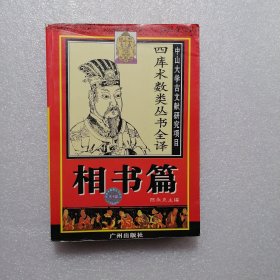 中山大学古文献研究项目
四库术数类丛书全译
相书篇
广州出版社